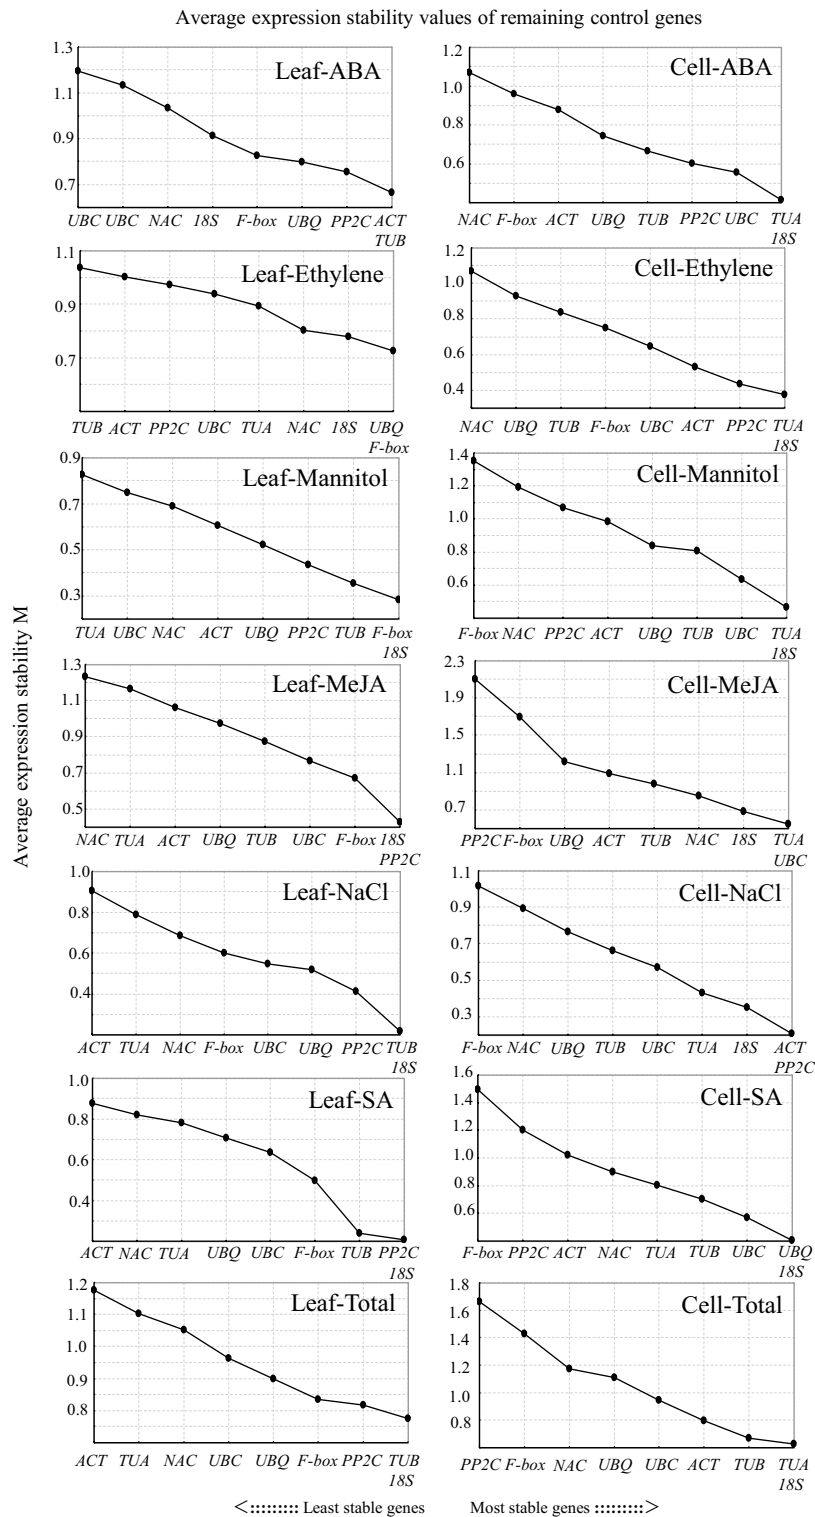 Average expression stability values of remaining control genes
Average expression stability M
Leaf-ABA
1.3
1.1
0.9
0.7
UBC UBC NAC 18S F-box UBQ PP2C ACT
TUB
Cell-ABA
1.2
1.0
0.8
0.6
NAC F-box ACT UBQ TUB PP2C UBC TUA
18S
Leaf-Ethylene
1.1
0.9
0.7
TUB ACT PP2C UBC TUA NAC 18S UBQ
F-box
Cell-Ethylene
1.2
1.0
0.8
0.6
0.4
NAC UBQ TUB F-box UBC ACT PP2C TUA
18S
Leaf-Mannitol
0.9
0.7
0.5
0.3
TUA UBC NAC ACT UBQ PP2C TUB F-box
18S
Cell-Mannitol
1.4
1.2
1.0
0.8
0.6
F-box NAC PP2C ACT UBQ TUB UBC TUA
18S
Leaf-MeJA
1.3
1.1
0.9
0.7
0.5
NAC TUA ACT UBQ TUB UBC F-box 18S
PP2C
Cell-MeJA
2.3
1.9
1.5
1.1
0.7
PP2C F-box UBQ ACT TUB NAC 18S TUA
UBC
Leaf-NaCl
1.0
0.8
0.6
0.4
ACT TUA NAC F-box UBC UBQ PP2C TUB
18S
Cell-NaCl
1.1
0.9
0.7
0.5
0.3
F-box NAC UBQ TUB UBC TUA 18S ACT
PP2C
Leaf-SA
1.0
0.8
0.6
0.4
ACT NAC TUA UBQ UBC F-box TUB PP2C
18S
Cell-SA
1.6
1.4
1.2
1.0
0.8
0.6
F-box PP2C ACT NAC TUA TUB UBC UBQ
18S
Leaf-Total
1.2
1.1
1.0
0.9
0.8
ACT TUA NAC UBC UBQ F-box PP2C TUB
18S
Cell-Total
1.8
1.6
1.4
1.2
1.0
0.8
PP2C F-box NAC UBQ UBC ACT TUB TUA
18S
<::::::::: Least stable genes Most stable genes :::::::::>